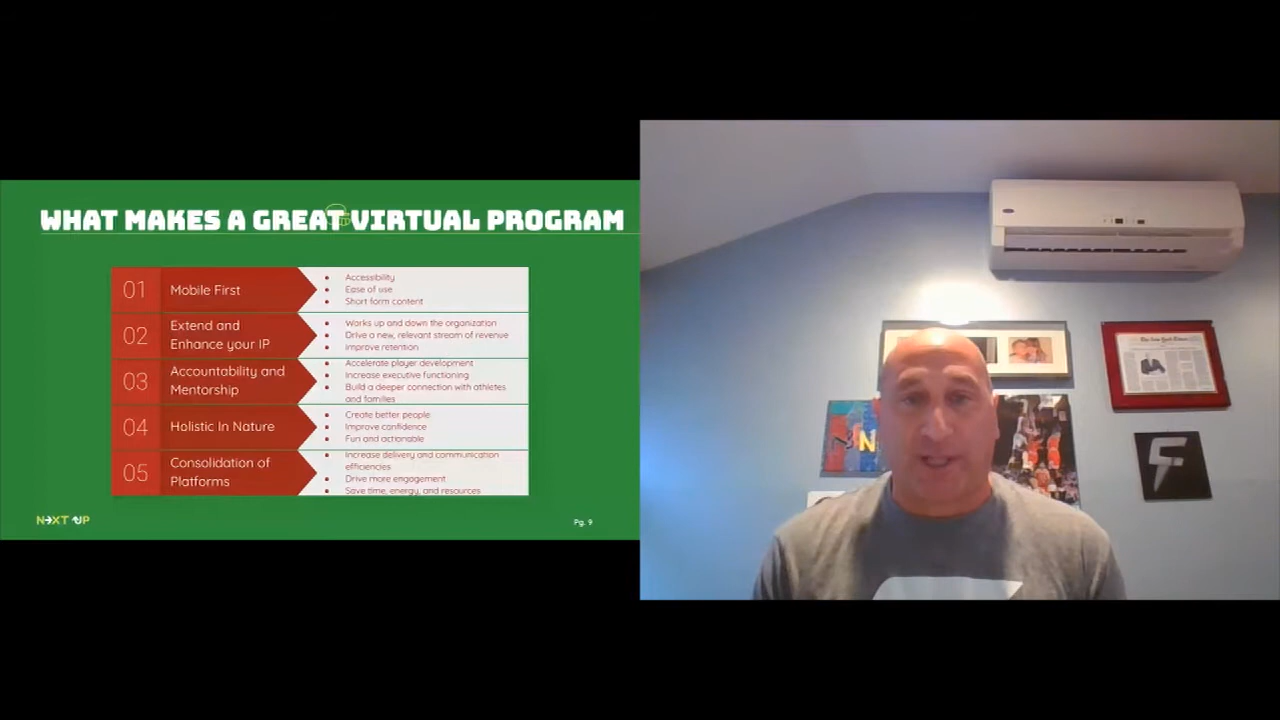 WHAT MAKES A GREAT VIRTUAL PROGRAM
01
Mobile First
Accessibility
Ease of use
Short form content
02
Extend and
Enhance your IP
Works up and down the organization
Drive a new, relevant stream of revenue
Improve retention
03
Accountability and
Mentorship
Accelerate player development
Increase executive functioning
Build a deeper connection with athletes
and families
04
Holistic In Nature
Create better people
Improve confidence
Fun and actionable
05
Consolidation of
Platforms
Increase delivery and communication
efficiencies
Drive more engagement
Save time, energy, and resources
NEXT UP
Pg. 9
The New York Times
N